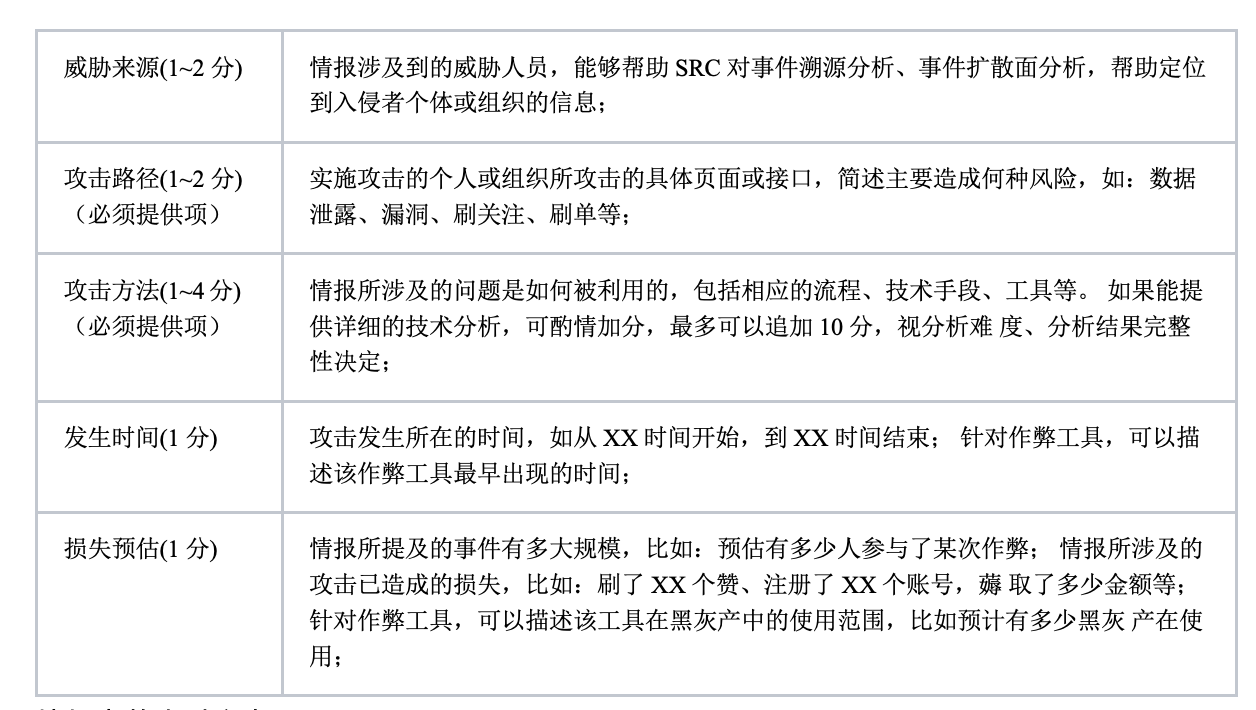 威胁来源(1~2 分)
情报涉及到的威胁人员，能够帮助 SRC 对事件溯源分析、事件扩散面分析，帮助定位
到入侵者个体或组织的信息；
攻击路径(1~2 分)
（必须提供项）
实施攻击的个人或组织所攻击的具体页面或接口，简述主要造成何种风险，如：数据
泄露、漏洞、刷关注、刷单等；
攻击方法(1~4 分)
（必须提供项）
情报所涉及的问题是如何被利用的，包括相应的流程、技术手段、工具等。 如果能提
供详细的技术分析，可酌情加分，最多可以追加 10 分，视分析难 度、分析结果完整
性决定；
发生时间(1 分)
攻击发生所在的时间，如从 XX 时间开始，到 XX 时间结束； 针对作弊工具，可以描
述该作弊工具最早出现的时间；
损失预估(1 分)
情报所提及的事件有多大规模，比如：预估有多少人参与了某次作弊； 情报所涉及的
攻击已造成的损失，比如：刷了 XX 个赞、注册了 XX 个账号，薅 取了多少金额等；
针对作弊工具，可以描述该工具在黑灰产中的使用范围，比如预计有多少黑灰 产在使
用；